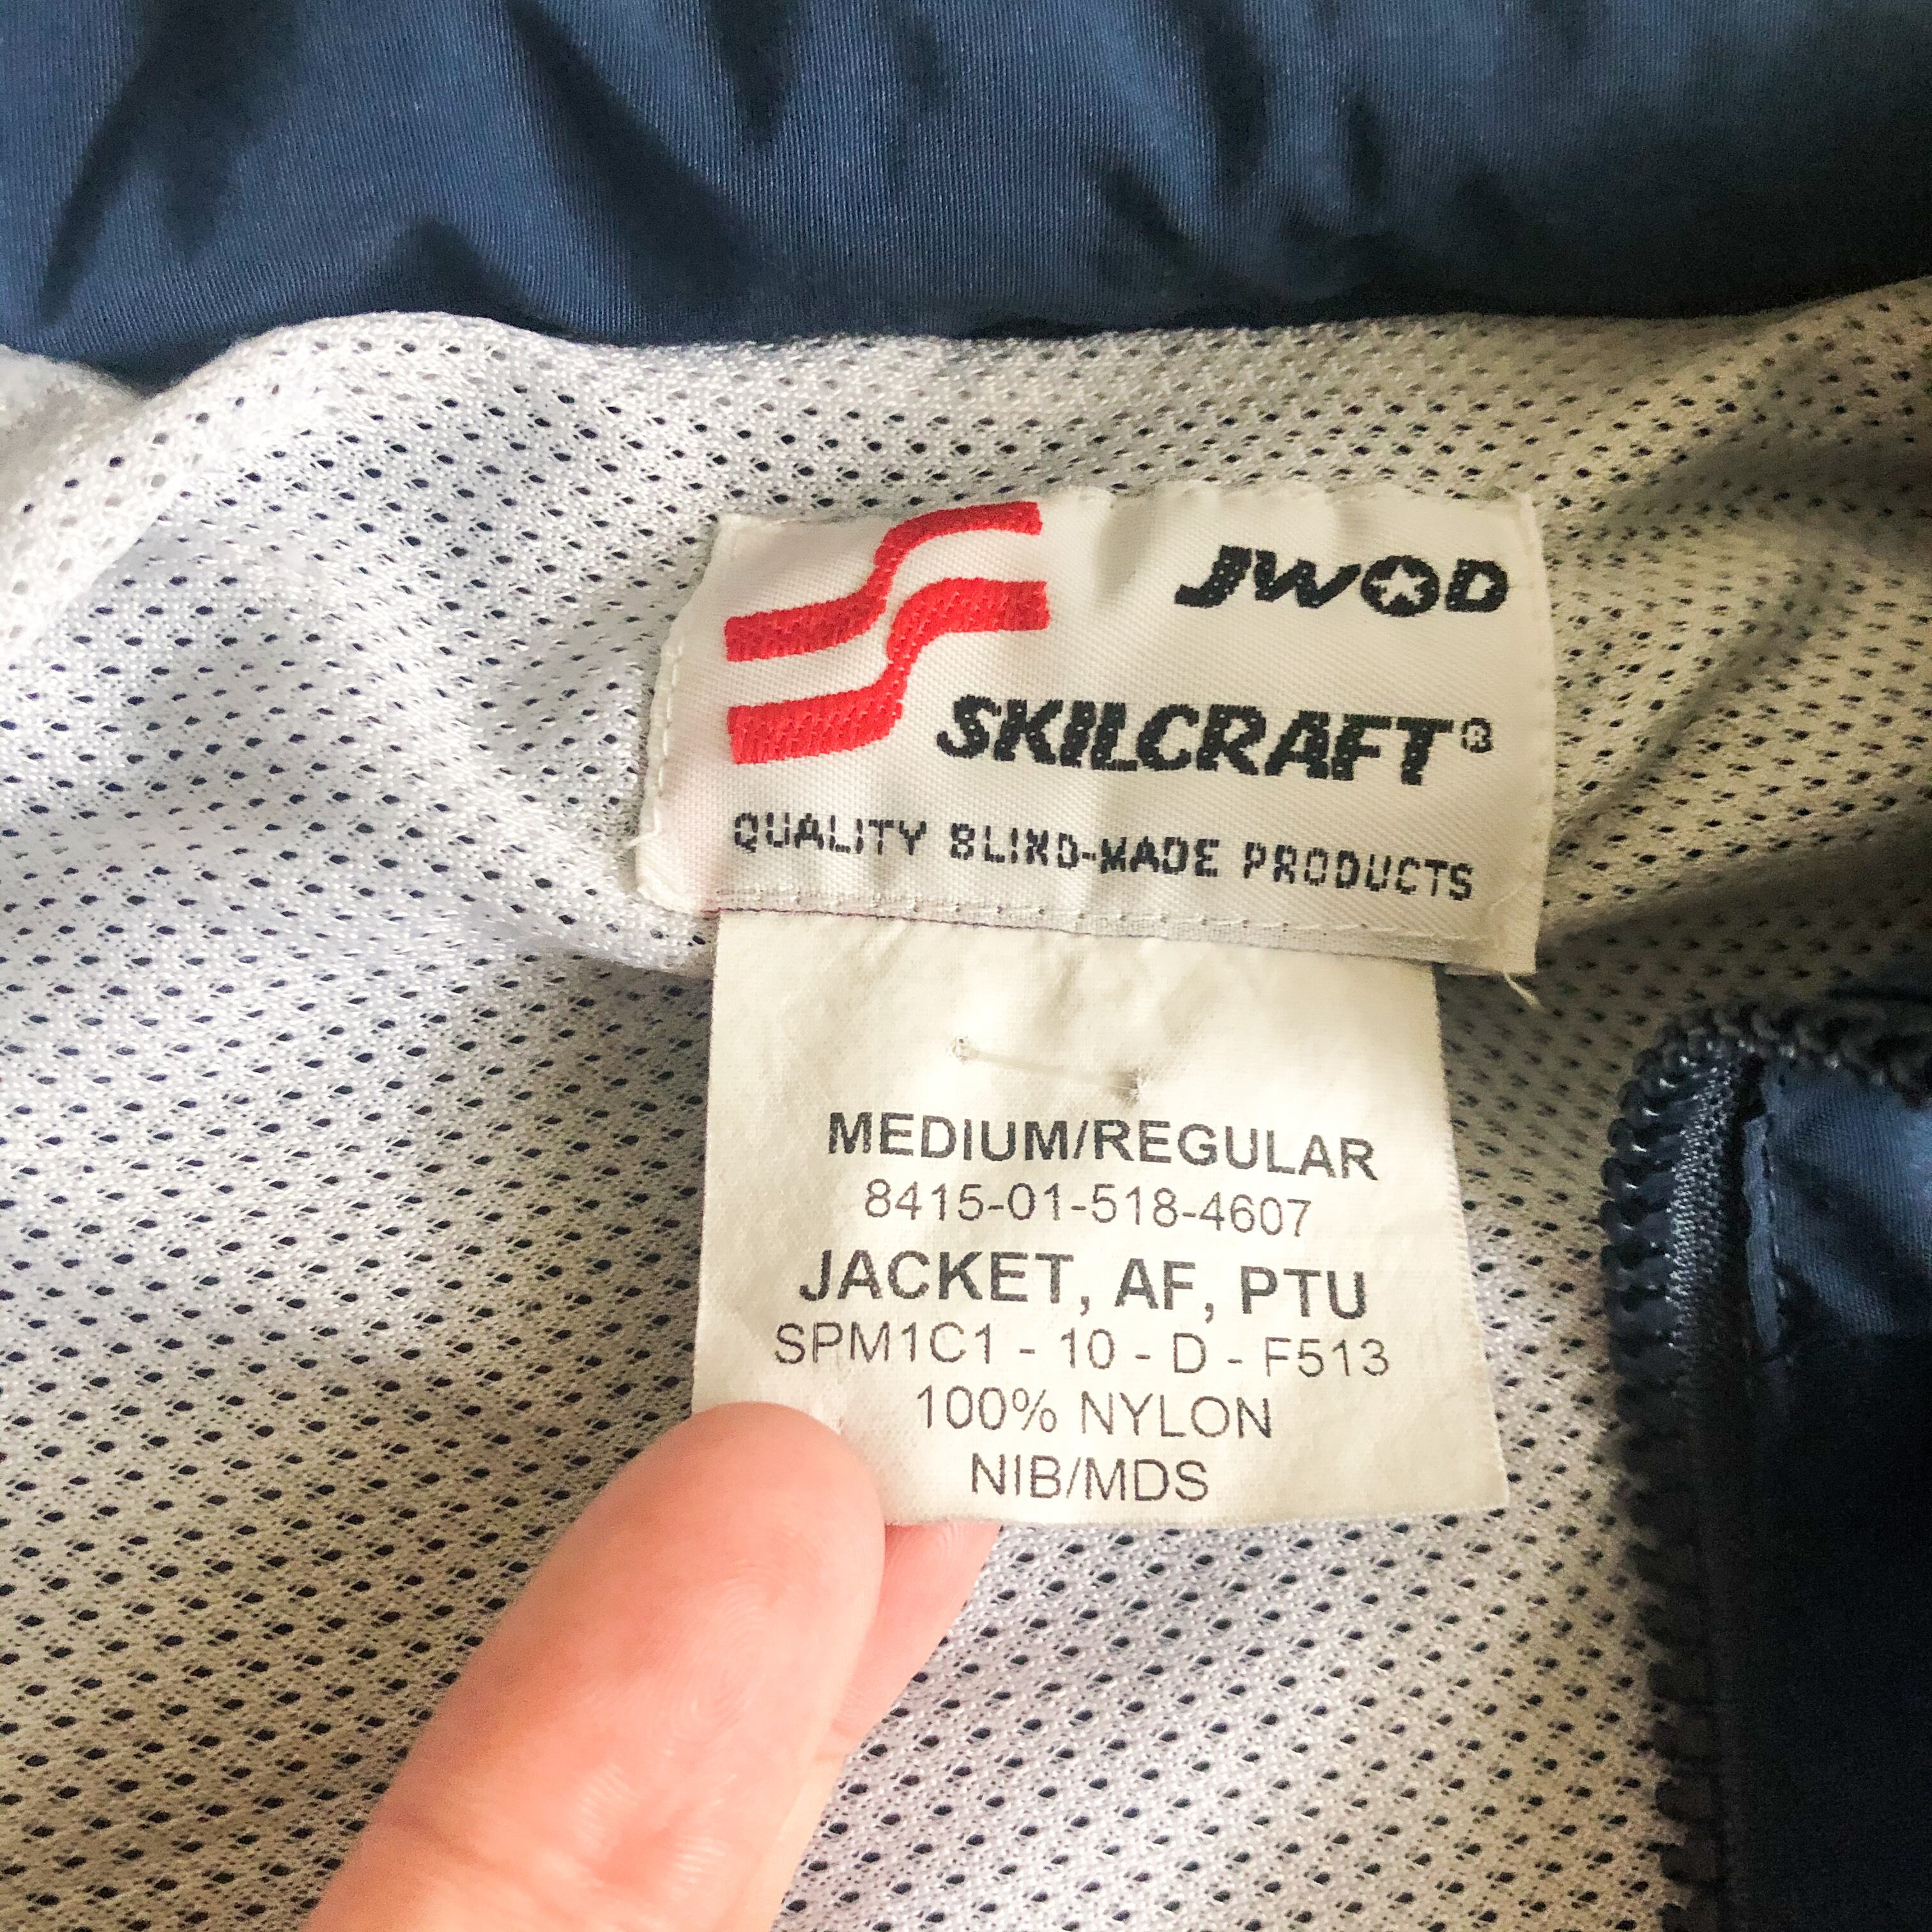 JWOD
SKILCRAFT®
QUALITY BLIND-MADE PRODUCTS
MEDIUM/REGULAR
8415-01-518-4607
JACKET, AF, PTU
SPM1C1 - 10 - D - F513
100% NYLON
NIB/MDS